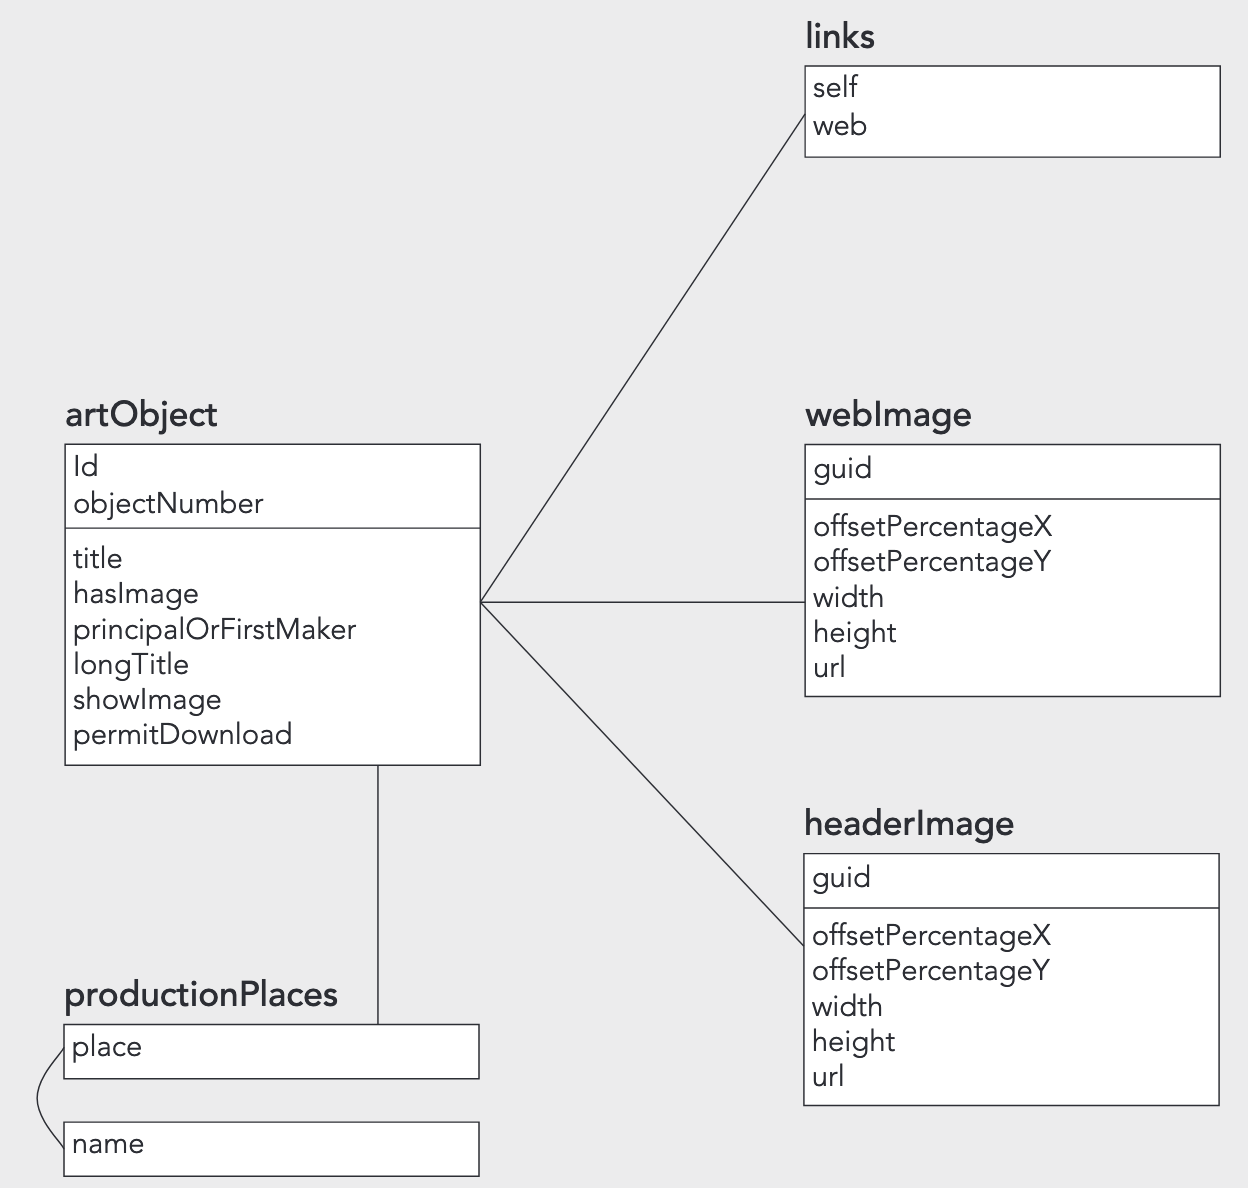 links
self
web
artObject
Id
objectNumber
title
hasImage
principalOrFirstMaker
longTitle
showImage
permitDownload
webImage
guid
offsetPercentageX
offsetPercentageY
width
height
url
headerImage
guid
offsetPercentageX
offsetPercentageY
width
height
url
productionPlaces
place
name